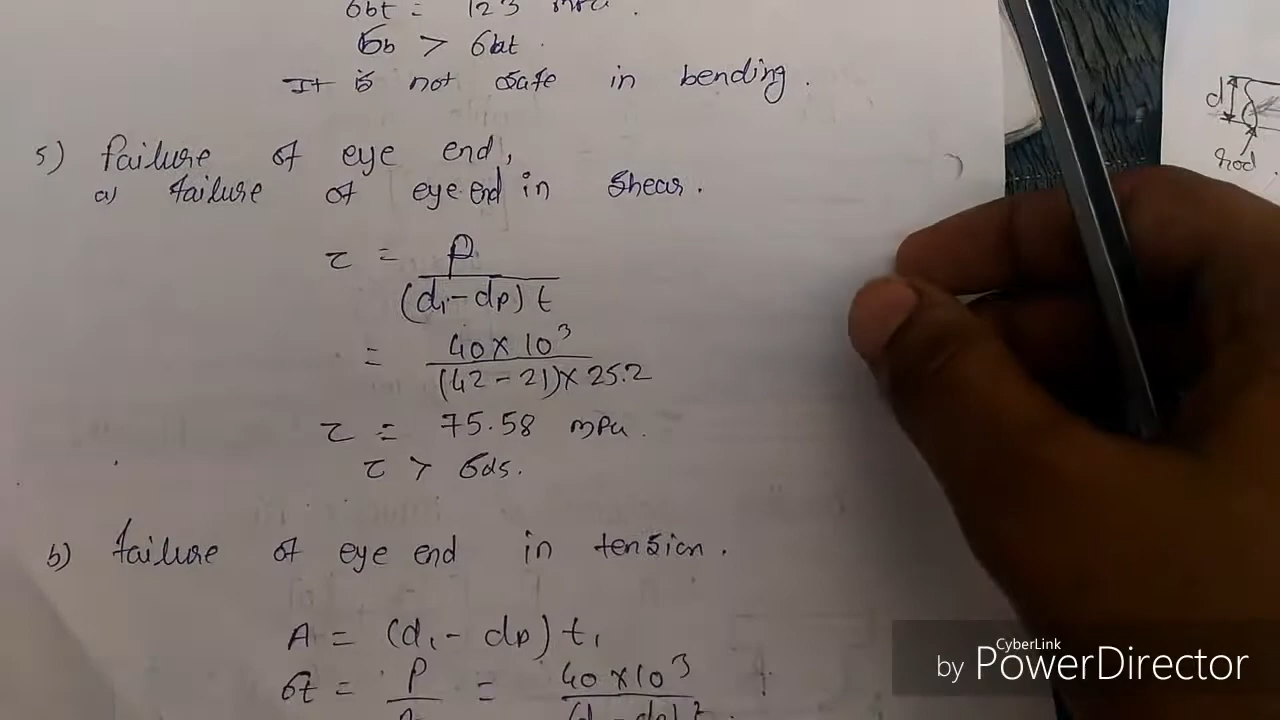 σbt = 123 mpa.
σb > σbt.
It is not safe in bending.
5) failure of eye end,
a) failure of eye end in shear.
τ = P / (d1 - dp) t
= 40 × 10³ / (42 - 21) × 25.2
τ = 75.58 mpa.
τ > σds.
b) failure of eye end in tension.
A = (d1 - dp) t1
σt = P / A = 40 × 10³
d
rod
CyberLink
by PowerDirector